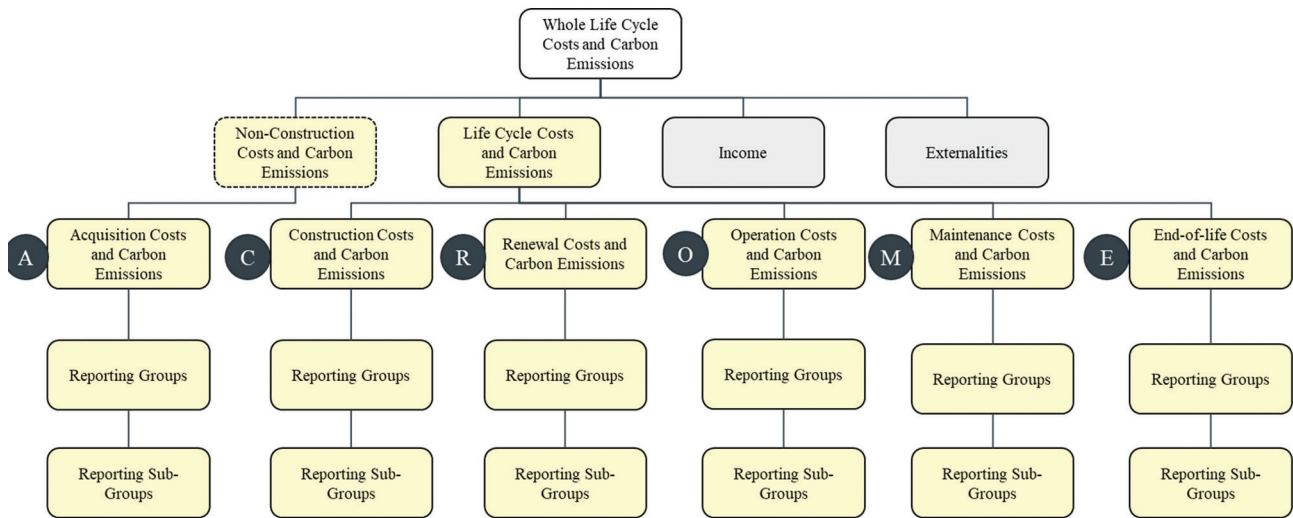 Whole Life Cycle
Costs and Carbon
Emissions
Non-Construction
Costs and Carbon
Emissions
Life Cycle Costs
and Carbon
Emissions
Income
Externalities
A
Acquisition Costs
and Carbon
Emissions
C
Construction Costs
and Carbon
Emissions
R
Renewal Costs and
Carbon Emissions
O
Operation Costs
and Carbon
Emissions
M
Maintenance Costs
and Carbon
Emissions
E
End-of-life Costs
and Carbon
Emissions
Reporting Groups
Reporting Groups
Reporting Groups
Reporting Groups
Reporting Groups
Reporting Groups
Reporting Sub-
Groups
Reporting Sub-
Groups
Reporting Sub-
Groups
Reporting Sub-
Groups
Reporting Sub-
Groups
Reporting Sub-
Groups